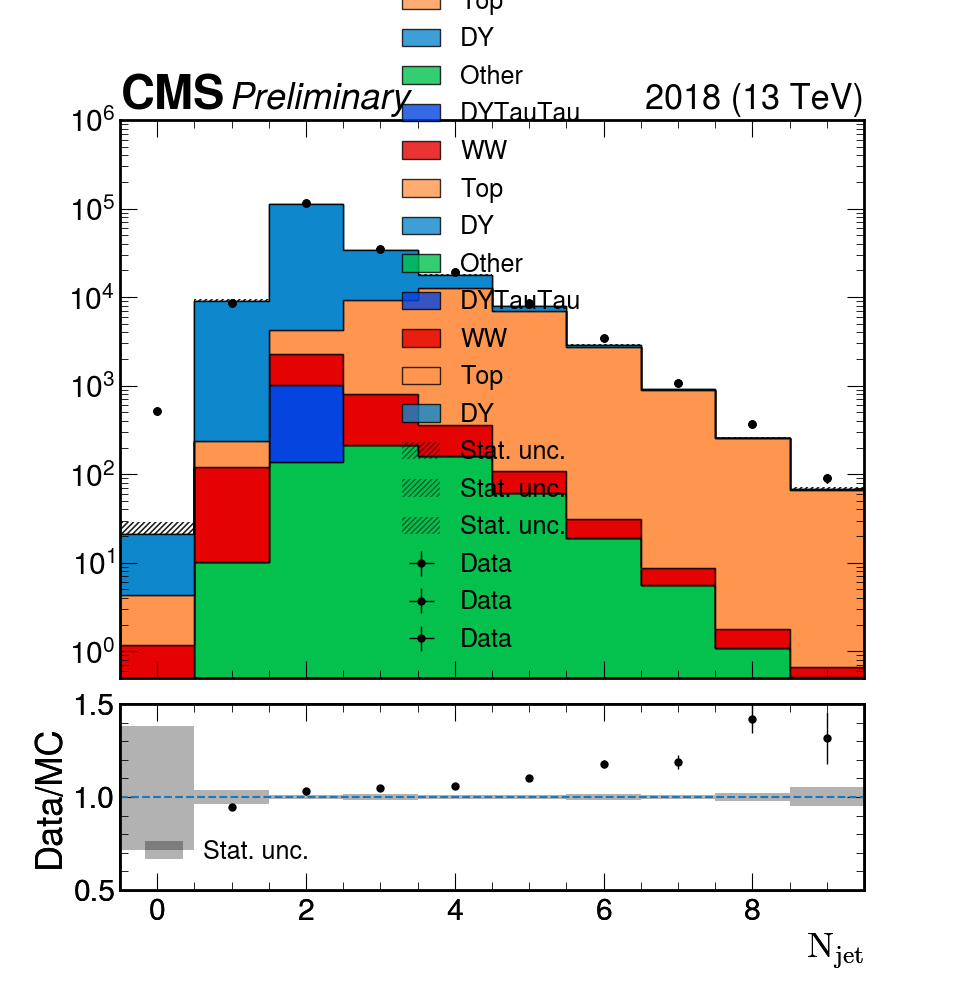 Top
DY
Other
CMS Preliminary 2018 (13 TeV)
DYTauTau
WW
Top
DY
Other
DYTauTau
WW
Top
DY
Stat. unc.
Stat. unc.
Stat. unc.
Data
Data
Data
10^6
10^5
10^4
10^3
10^2
10^1
10^0
Data/MC
1.5
1.0
0.5
Stat. unc.
0 2 4 6 8
N_jet